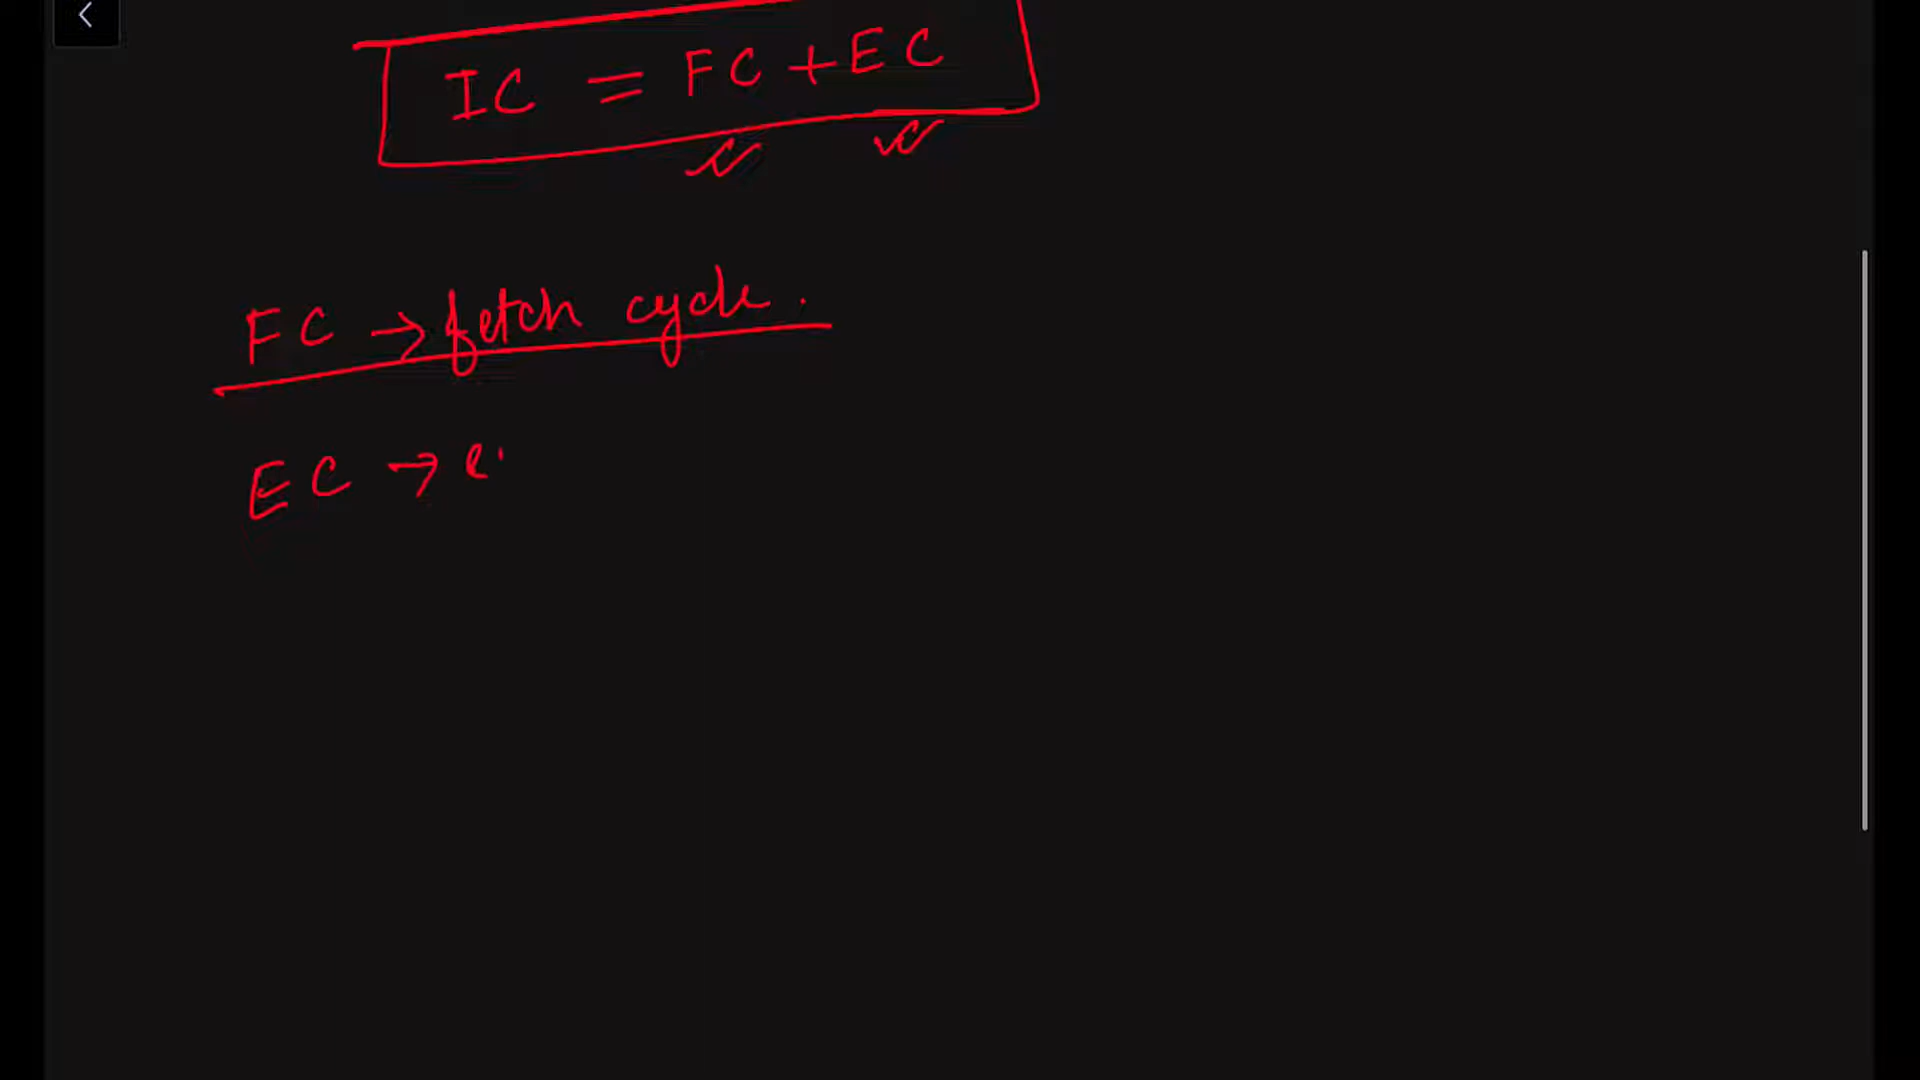 IC = FC + EC
FC → fetch cycle.
EC → e